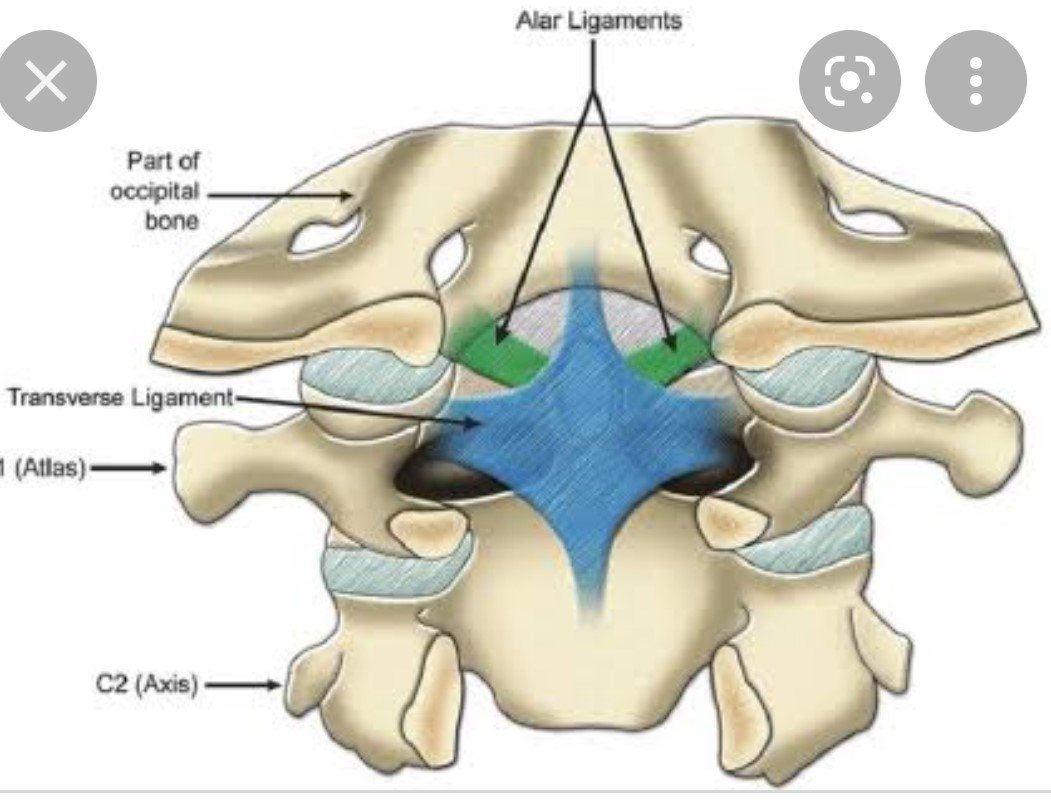 Alar Ligaments
Part of
occipital
bone
Transverse Ligament
1 (Atlas)
C2 (Axis)